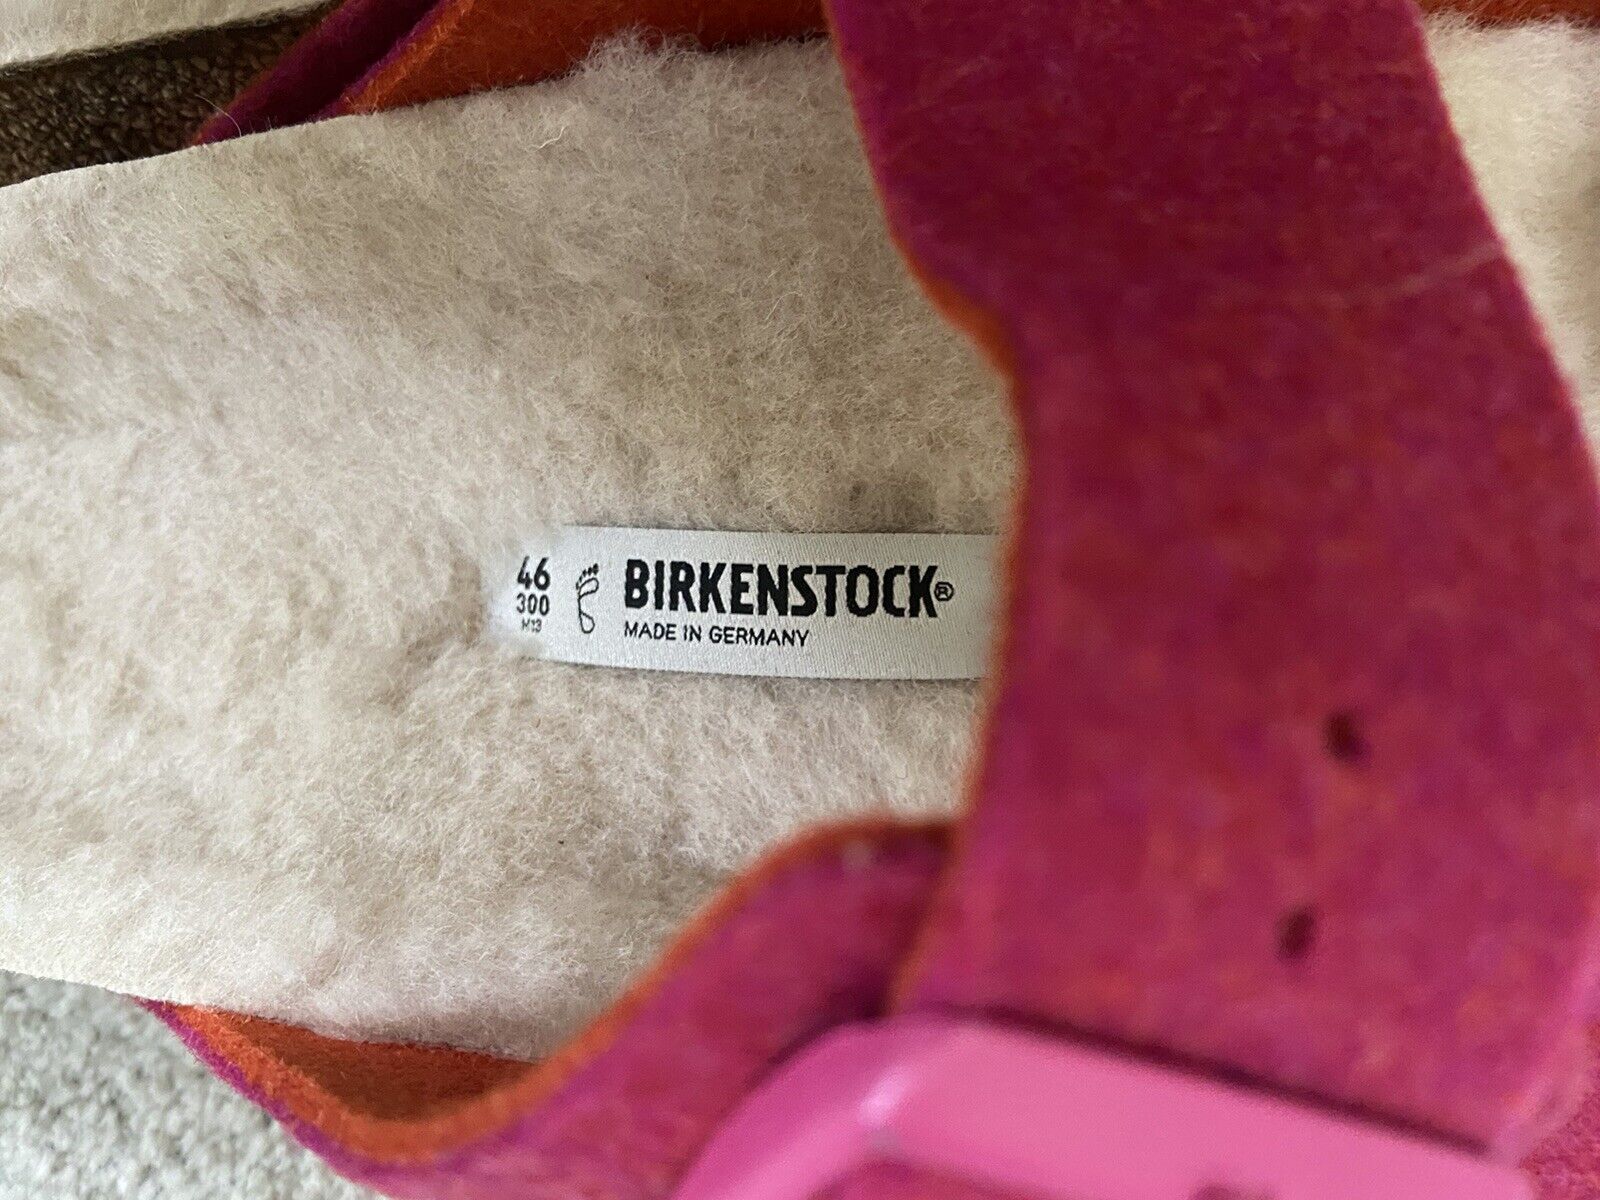 46
300
M13
BIRKENSTOCK®
MADE IN GERMANY